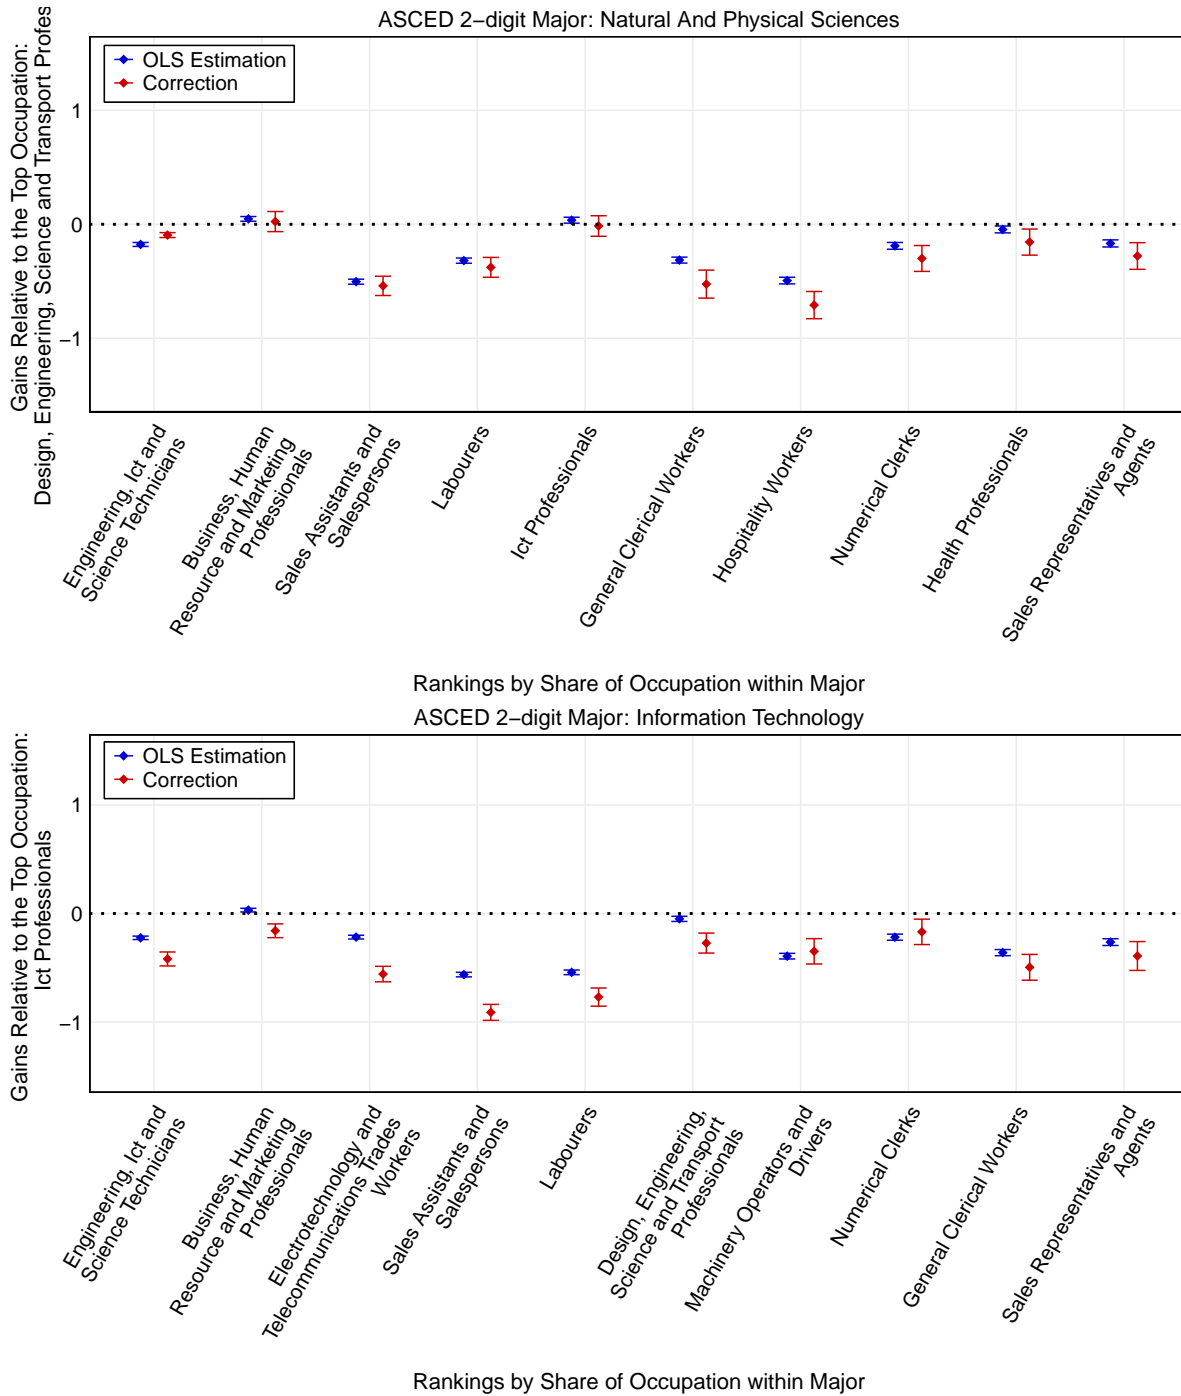 ASCED 2−digit Major: Natural And Physical Sciences
Gains Relative to the Top Occupation:
Design, Engineering, Science and Transport Profes
OLS Estimation
Correction
1
0
−1
Engineering, Ict and
Science Technicians
Business, Human
Resource and Marketing
Professionals
Sales Assistants and
Salespersons
Labourers
Ict Professionals
General Clerical Workers
Hospitality Workers
Numerical Clerks
Health Professionals
Sales Representatives and
Agents
Rankings by Share of Occupation within Major
ASCED 2−digit Major: Information Technology
Gains Relative to the Top Occupation:
Ict Professionals
OLS Estimation
Correction
1
0
−1
Engineering, Ict and
Science Technicians
Business, Human
Resource and Marketing
Professionals
Electrotechnology and
Telecommunications Trades
Workers
Sales Assistants and
Salespersons
Labourers
Design, Engineering,
Science and Transport
Professionals
Machinery Operators and
Drivers
Numerical Clerks
General Clerical Workers
Sales Representatives and
Agents
Rankings by Share of Occupation within Major